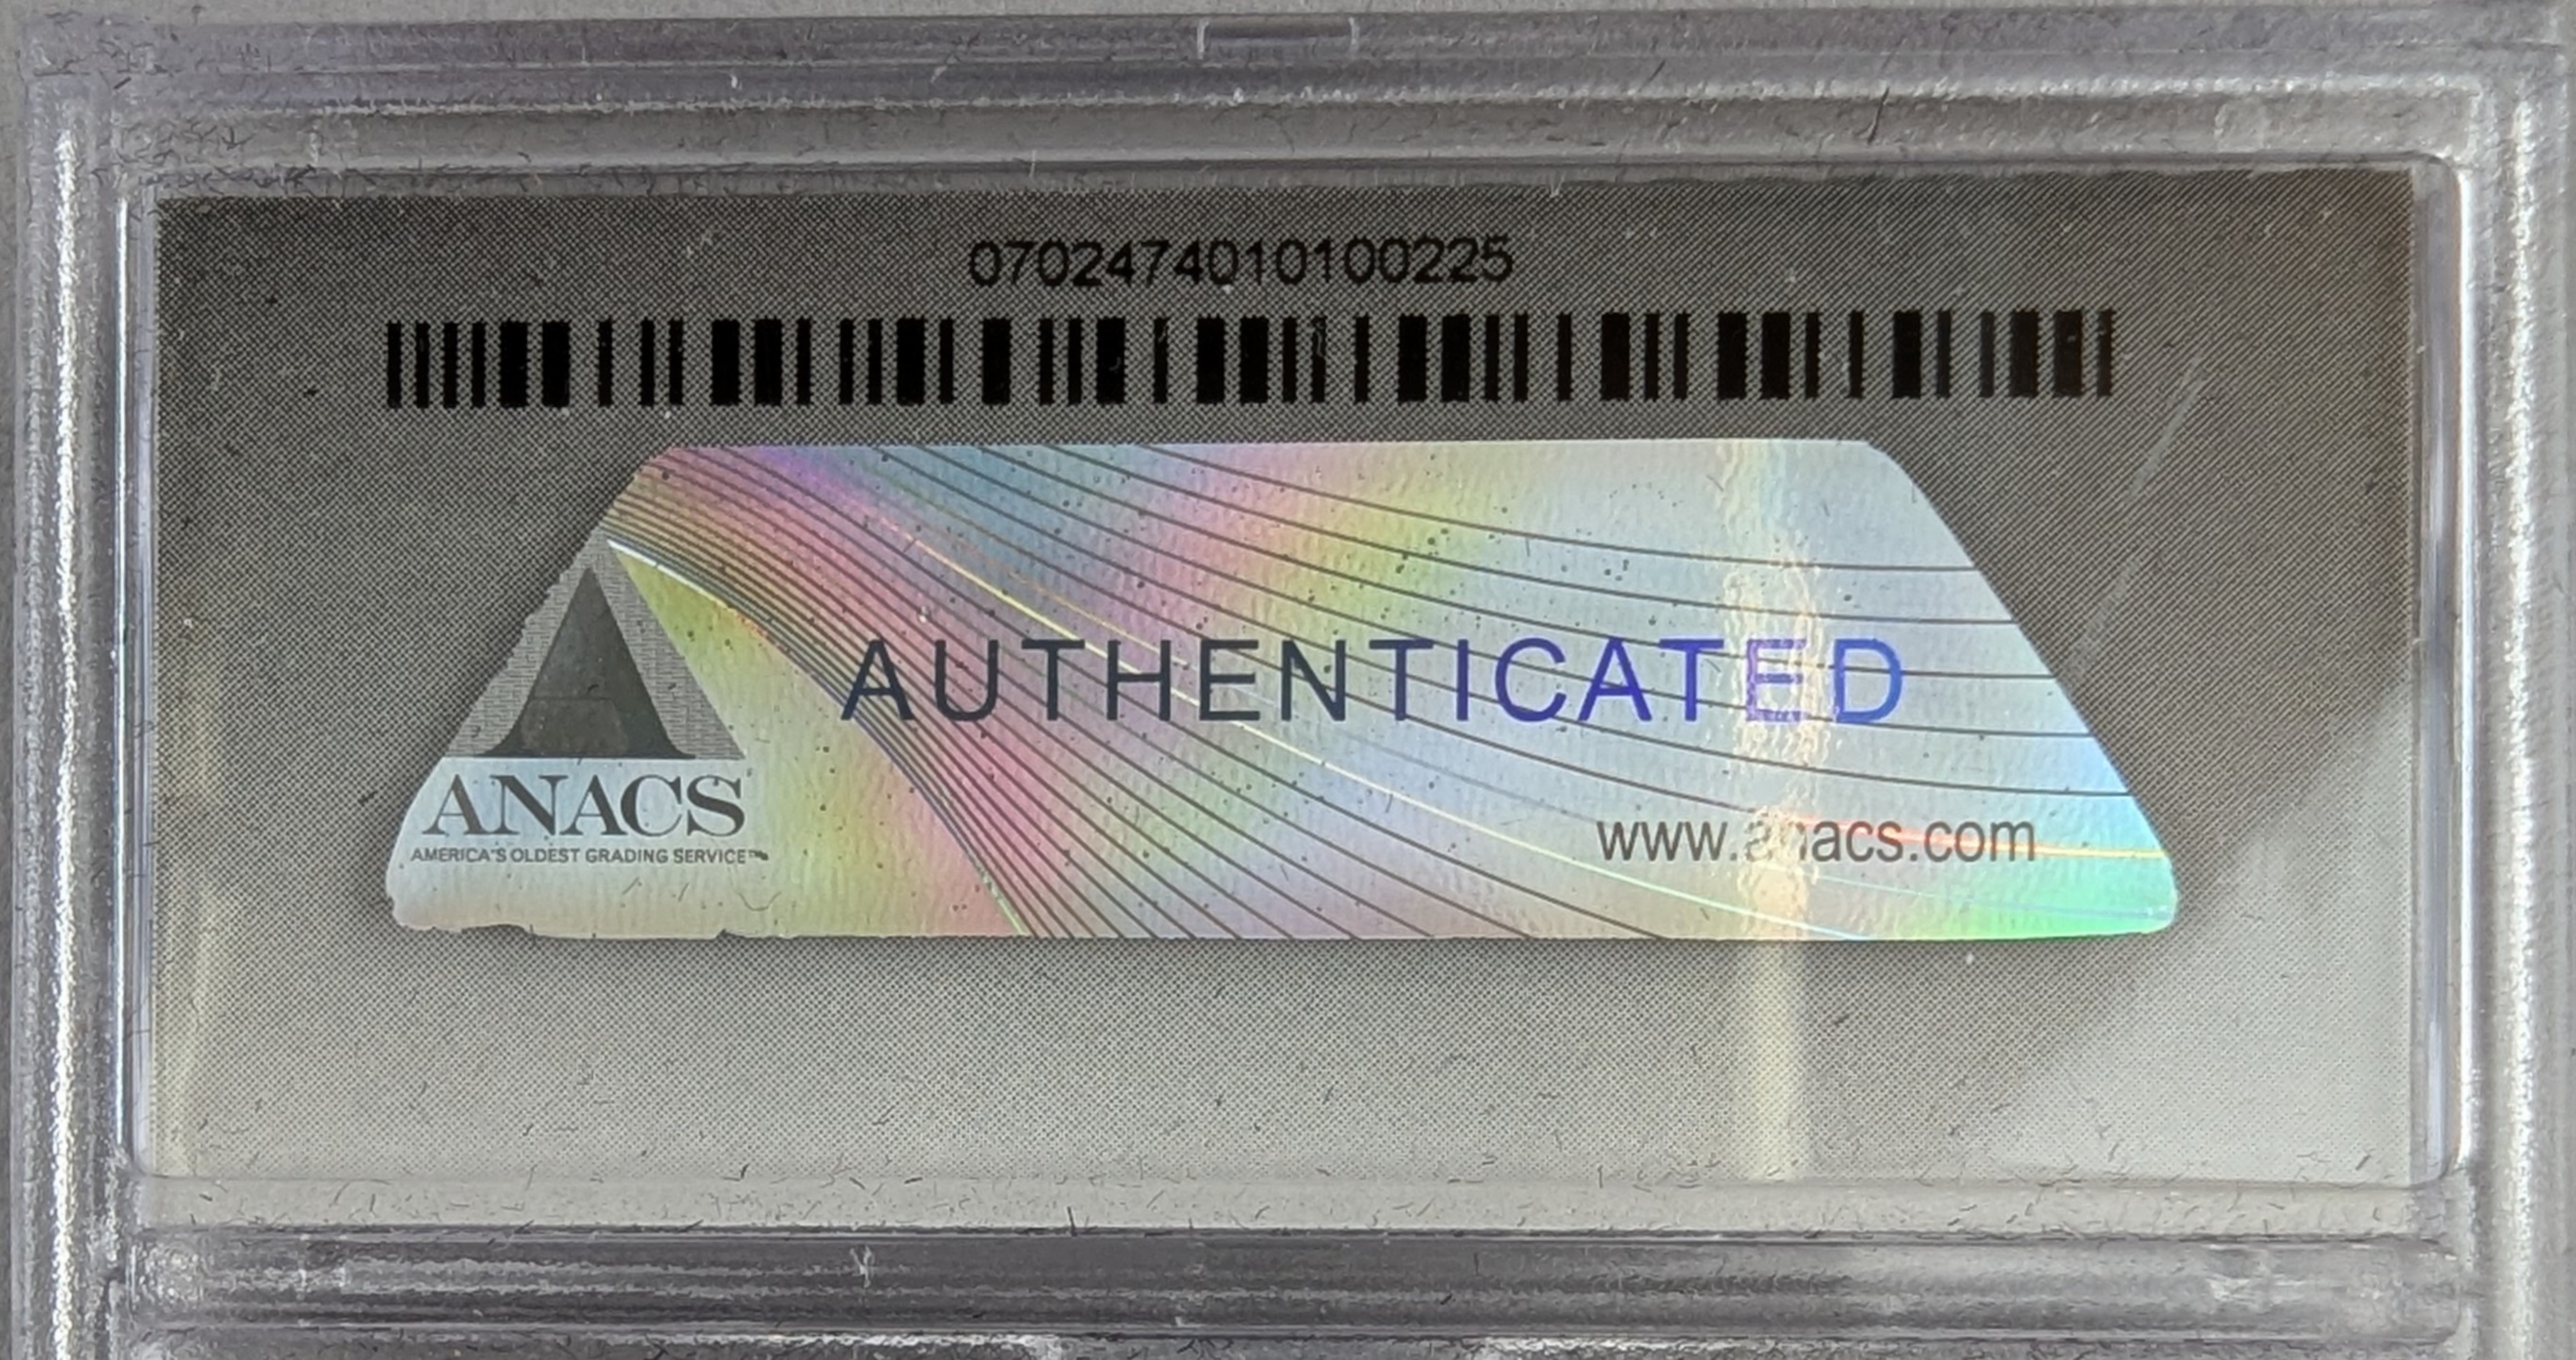 0702474010100225
AUTHENTICATED
ANACS
AMERICA'S OLDEST GRADING SERVICE™
www.anacs.com